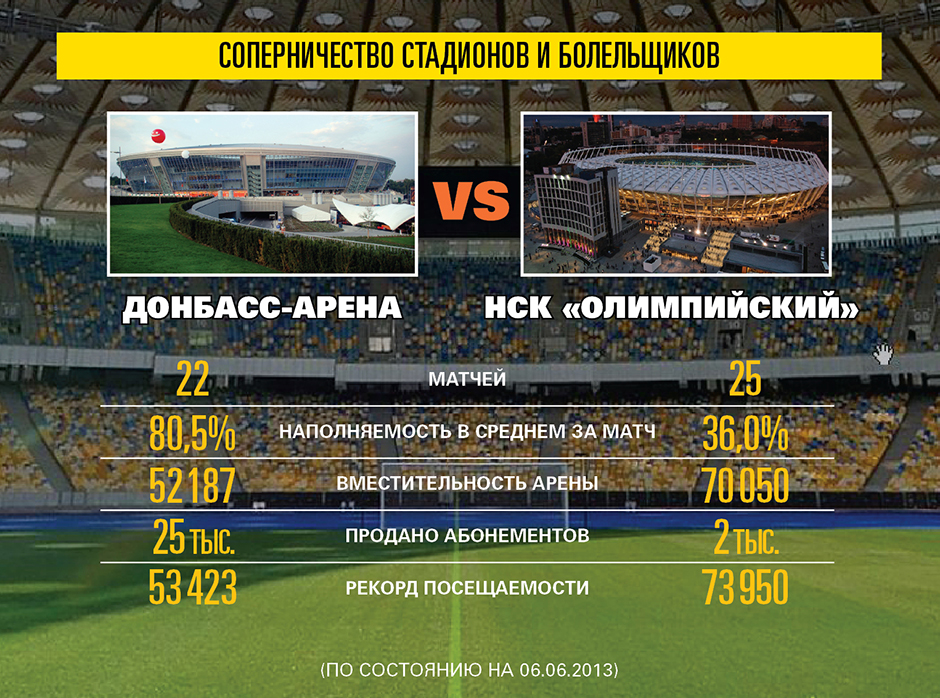 СОПЕРНИЧЕСТВО СТАДИОНОВ И БОЛЕЛЬЩИКОВ
VS
ДОНБАСС-АРЕНА НСК «ОЛИМПИЙСКИЙ»
22 МАТЧЕЙ 25
80,5% НАПОЛНЯЕМОСТЬ В СРЕДНЕМ ЗА МАТЧ 36,0%
52 187 ВМЕСТИТЕЛЬНОСТЬ АРЕНЫ 70 050
25 ТЫС. ПРОДАНО АБОНЕМЕНТОВ 2 ТЫС.
53 423 РЕКОРД ПОСЕЩАЕМОСТИ 73 950
(ПО СОСТОЯНИЮ НА 06.06.2013)